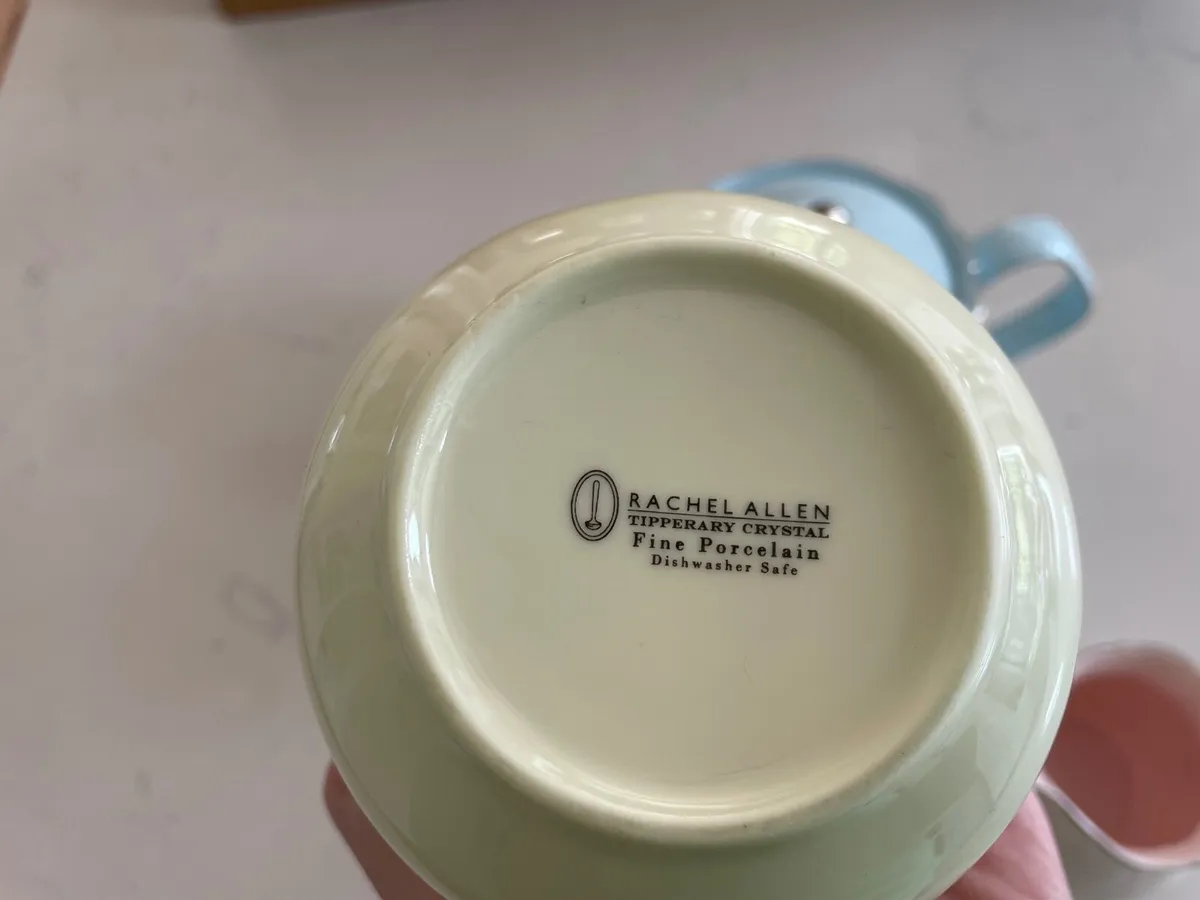 RACHEL ALLEN
TIPPERARY CRYSTAL
Fine Porcelain
Dishwasher Safe